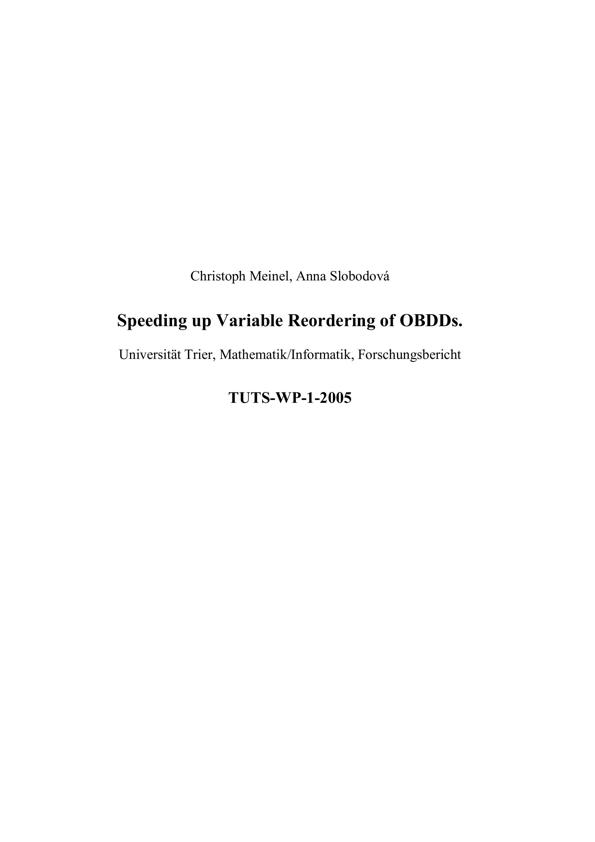 Christoph Meinel, Anna Slobodová
Speeding up Variable Reordering of OBDDs.
Universität Trier, Mathematik/Informatik, Forschungsbericht
TUTS-WP-1-2005